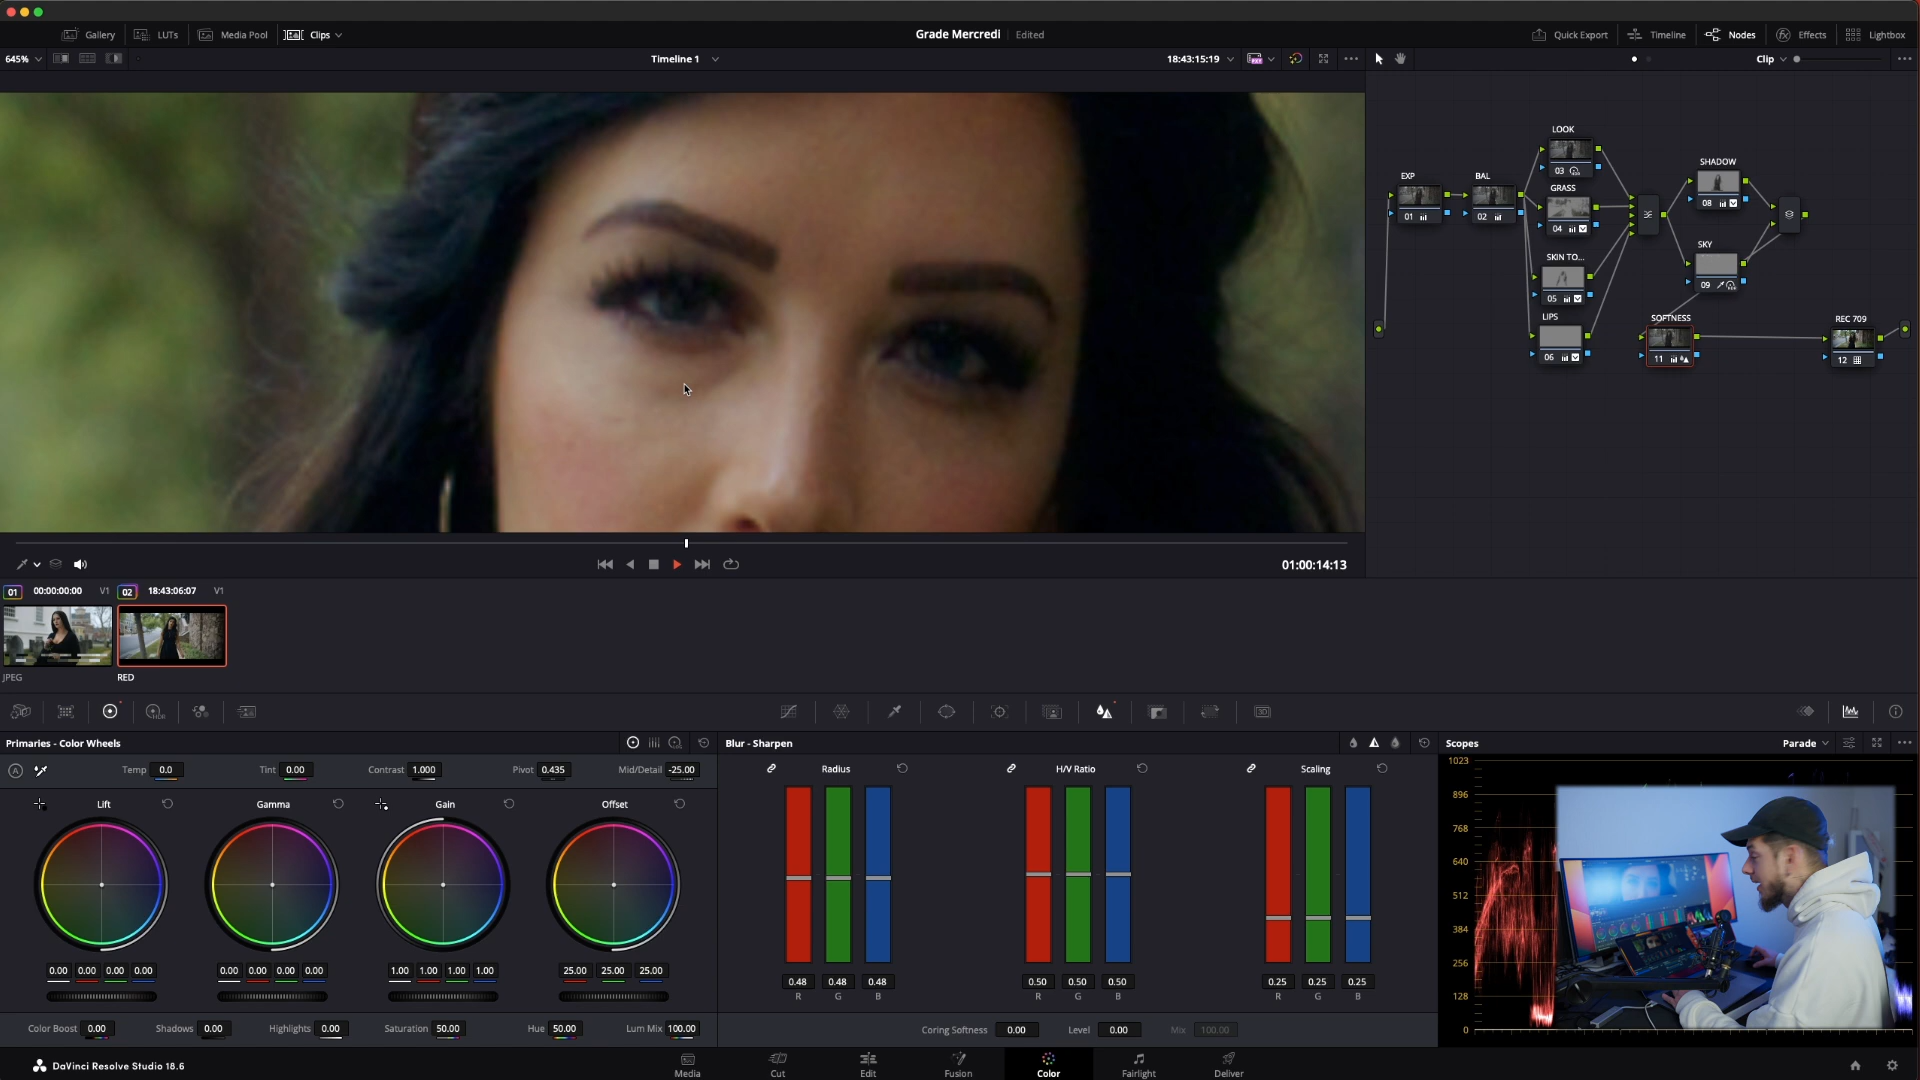 Gallery LUTs Media Pool Clips Grade Mercredi Edited Quick Export Timeline Nodes Effects Lightbox
645% Timeline 1 18:43:15:19 Clip
LOOK
03
EXP
01
BAL
02
GRASS
04
SKIN TO...
05
LIPS
06
SHADOW
08
SKY
09
SOFTNESS
11
REC 709
12
01:00:14:13
01 00:00:00:00 V1 02 18:43:06:07 V1
JPEG RED
HDR
3D
Primaries - Color Wheels
A Temp 0.0 Tint 0.00 Contrast 1.000 Pivot 0.435 Mid/Detail -25.00
Lift Gamma Gain Offset
0.00 0.00 0.00 0.00 0.00 0.00 0.00 0.00 1.00 1.00 1.00 1.00 25.00 25.00 25.00
Color Boost 0.00 Shadows 0.00 Highlights 0.00 Saturation 50.00 Hue 50.00 Lum Mix 100.00
Blur - Sharpen
Radius H/V Ratio Scaling
0.48 0.48 0.48 0.50 0.50 0.50 0.25 0.25 0.25
R G B R G B R G B
Coring Softness 0.00 Level 0.00 Mix 100.00
Scopes Parade
1023
896
768
640
512
384
256
128
0
DaVinci Resolve Studio 18.6 Media Cut Edit Fusion Color Fairlight Deliver